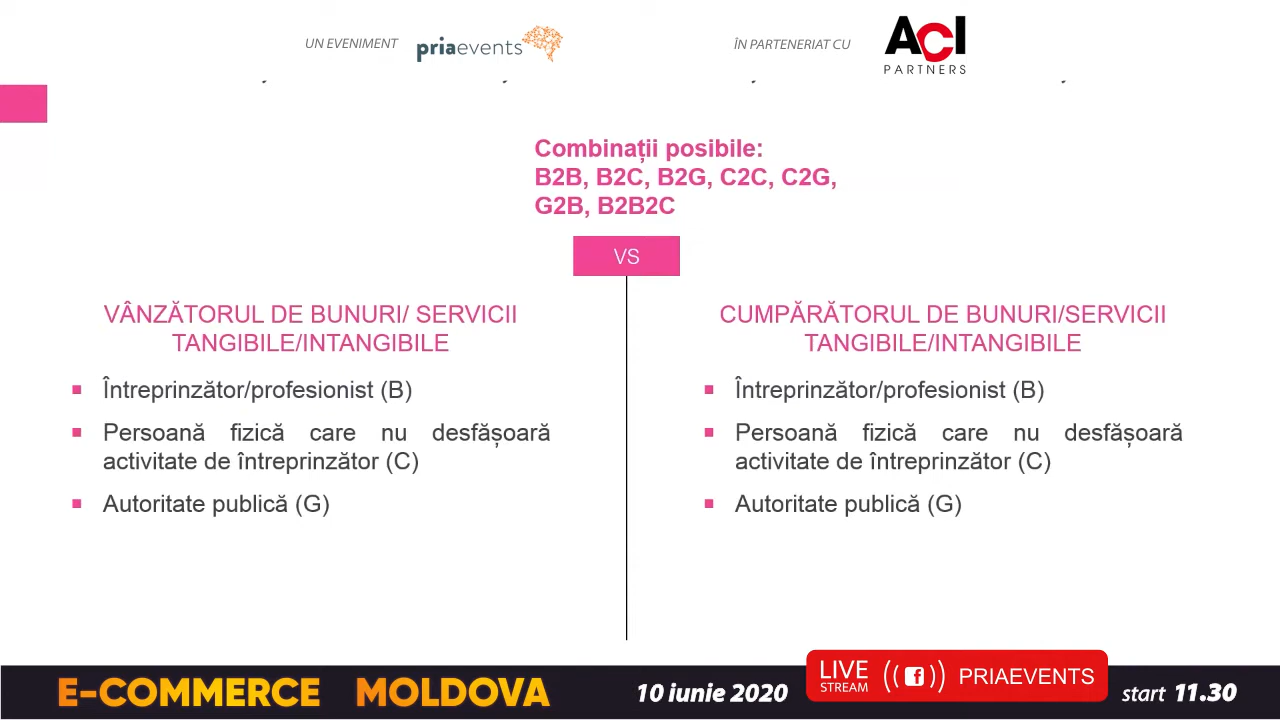 UN EVENIMENT priaevents ÎN PARTENERIAT CU ACI PARTNERS
Combinații posibile:
B2B, B2C, B2G, C2C, C2G,
G2B, B2B2C
VS
VÂNZĂTORUL DE BUNURI/ SERVICII
TANGIBILE/INTANGIBILE
Întreprinzător/profesionist (B)
Persoană fizică care nu desfășoară
activitate de întreprinzător (C)
Autoritate publică (G)
CUMPĂRĂTORUL DE BUNURI/SERVICII
TANGIBILE/INTANGIBILE
Întreprinzător/profesionist (B)
Persoană fizică care nu desfășoară
activitate de întreprinzător (C)
Autoritate publică (G)
E-COMMERCE MOLDOVA 10 iunie 2020 LIVE STREAM PRIAEVENTS start 11.30